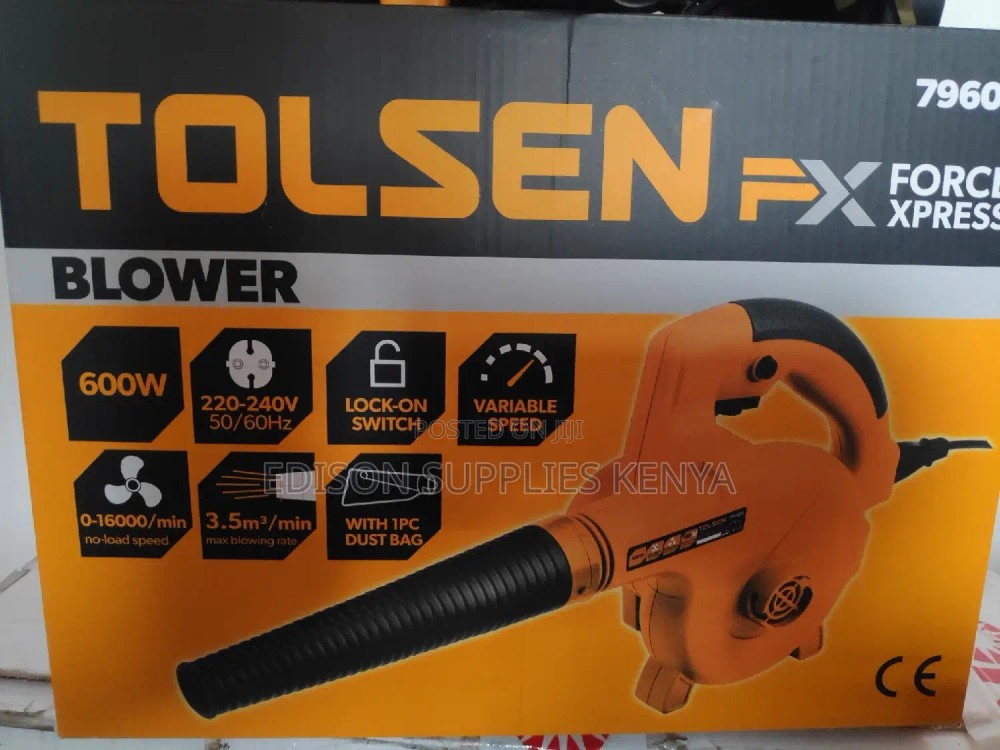 7960
TOLSEN
FX FORCE
XPRESS
BLOWER
600W
220-240V
50/60Hz
LOCK-ON
SWITCH
VARIABLE
SPEED
POSTED ON JIJI
EDISON SUPPLIES KENYA
0-16000/min
no-load speed
3.5m³/min
max blowing rate
WITH 1PC
DUST BAG
TOLSEN
CE